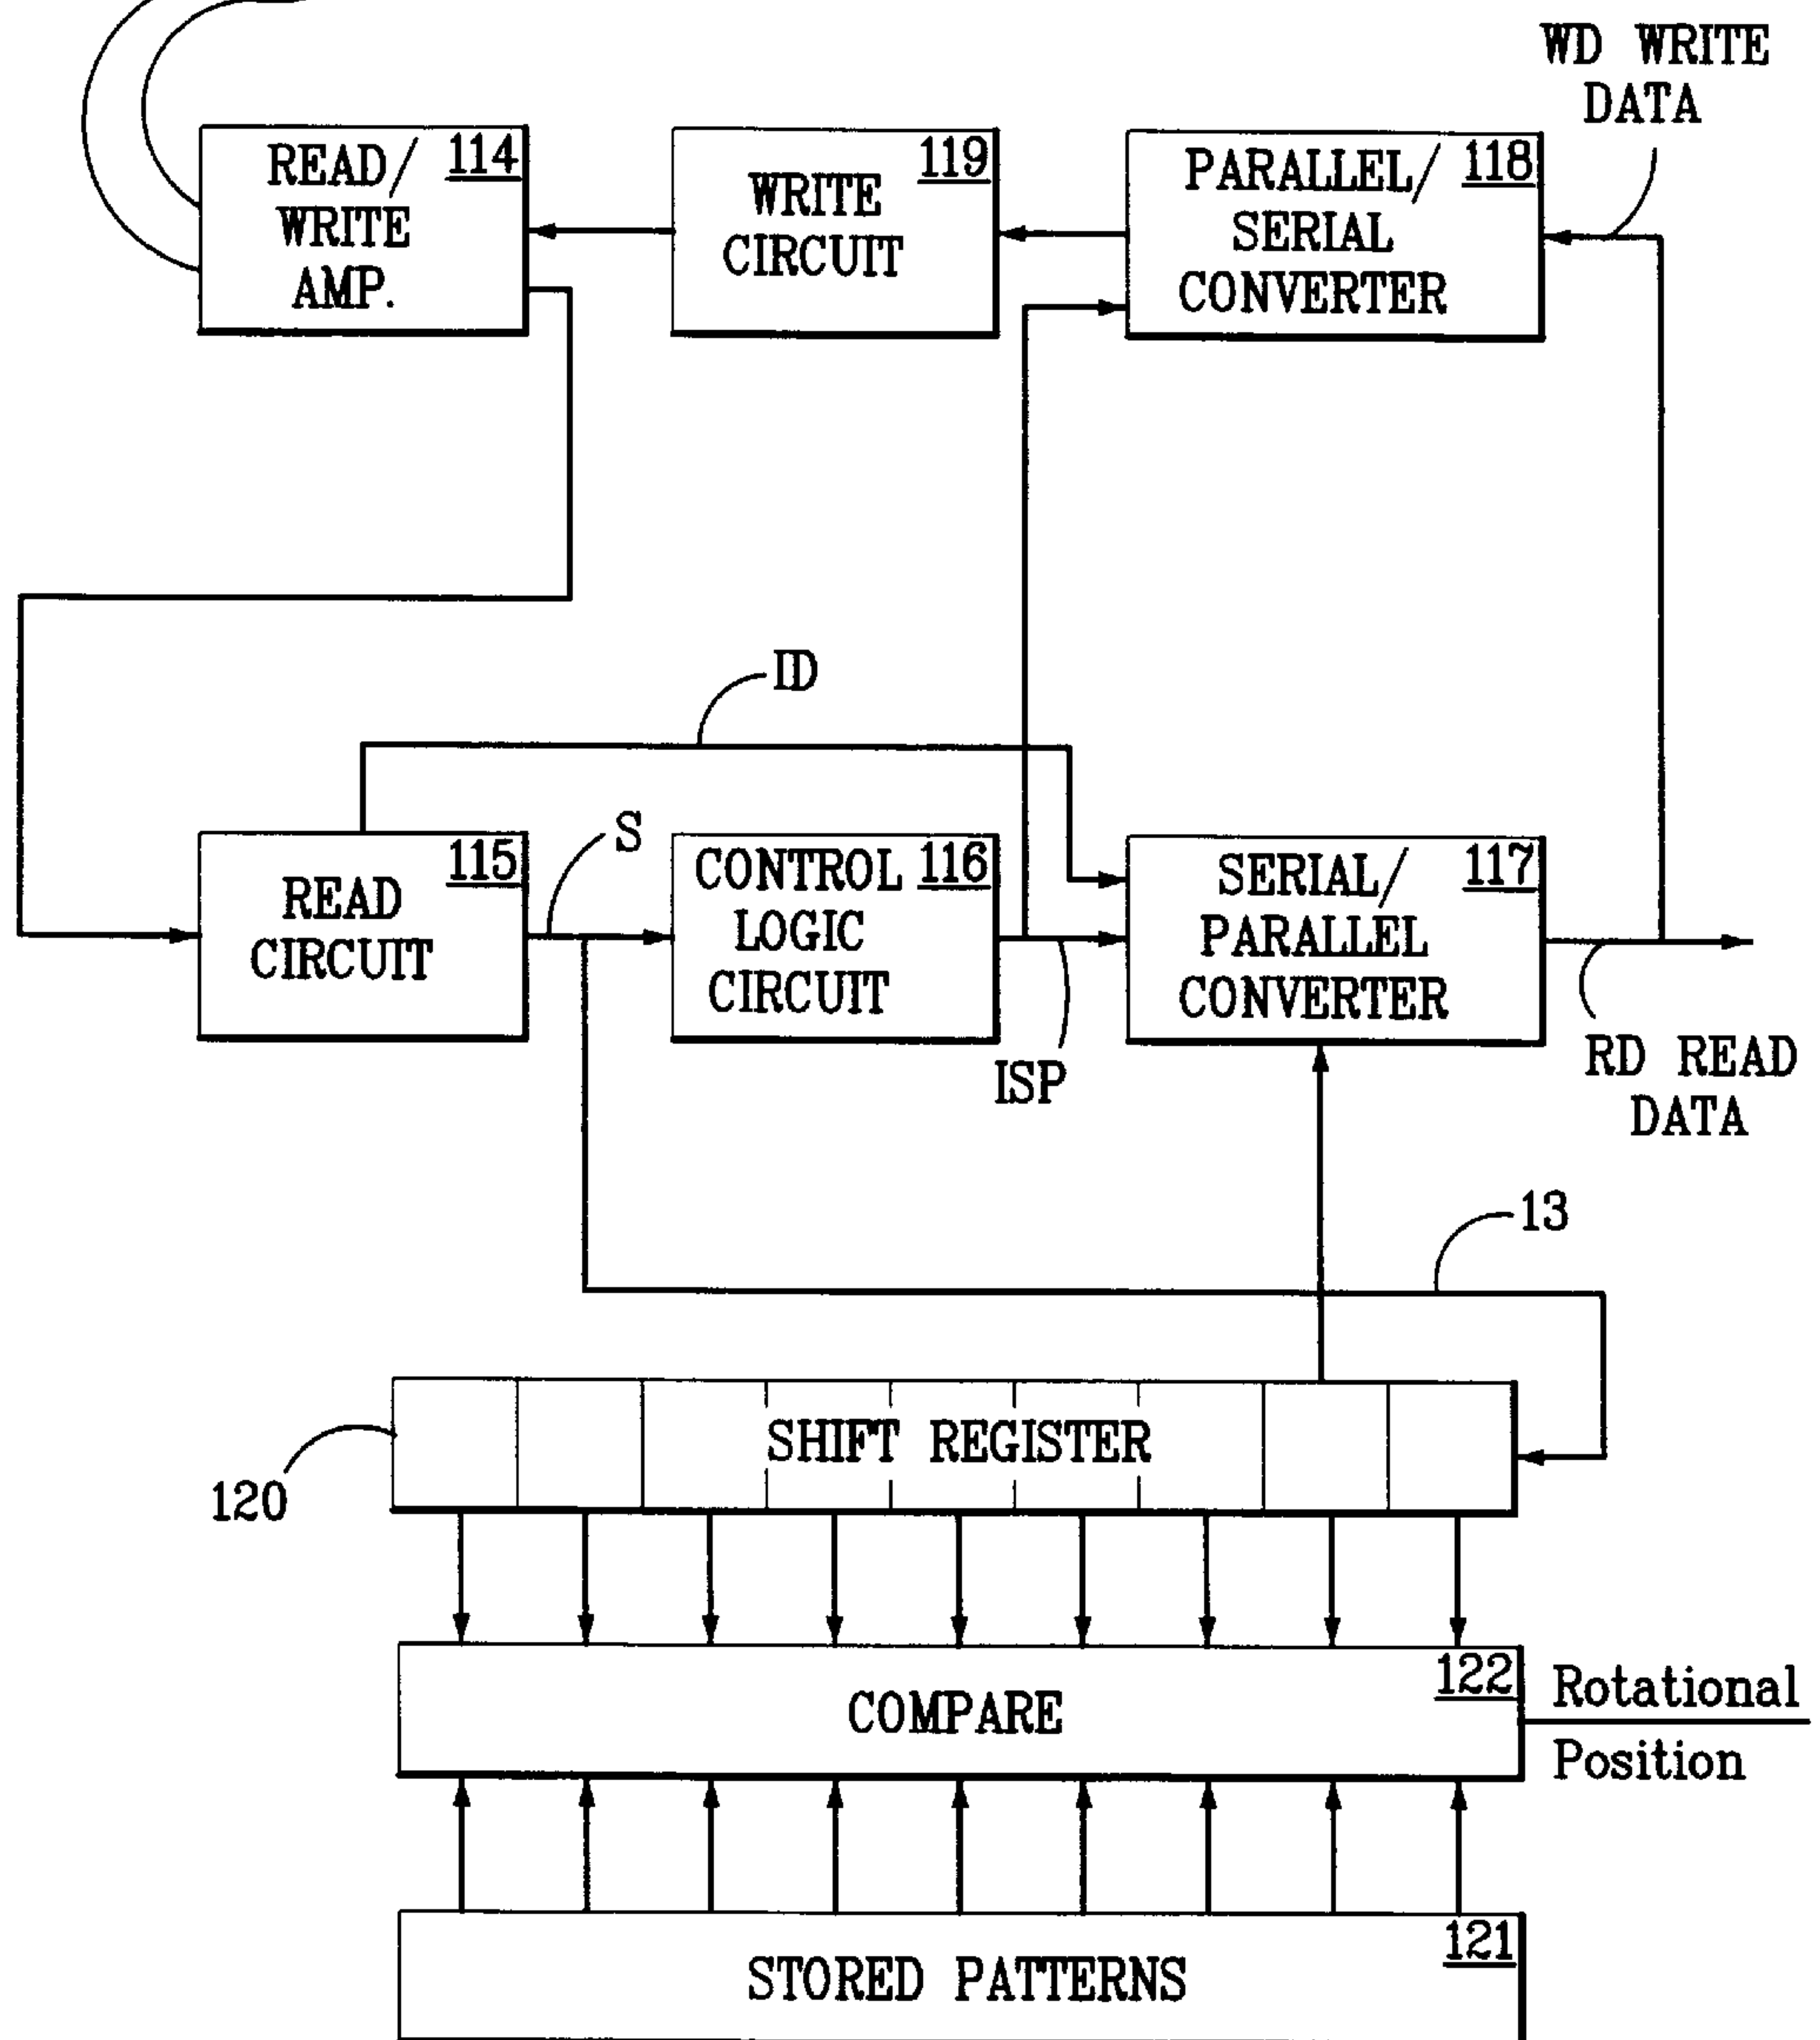 WD WRITE
DATA
READ/ 114
WRITE
AMP.
119
WRITE
CIRCUIT
PARALLEL/ 118
SERIAL
CONVERTER
ID
S
115
READ
CIRCUIT
CONTROL 116
LOGIC
CIRCUIT
SERIAL/ 117
PARALLEL
CONVERTER
ISP
RD READ
DATA
13
SHIFT REGISTER
120
122
COMPARE
Rotational
Position
121
STORED PATTERNS